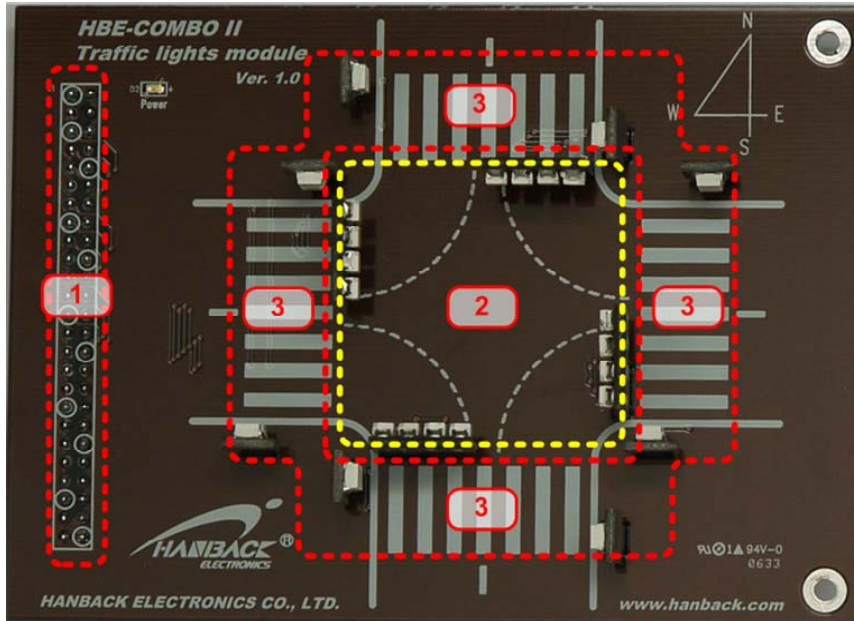 HBE-COMBO II
Traffic lights module
Ver. 1.0
Power
N
W E
S
3
1
3
2
3
3
HANBACK®
ELECTRONICS
94V-0
0633
HANBACK ELECTRONICS CO., LTD.
www.hanback.com